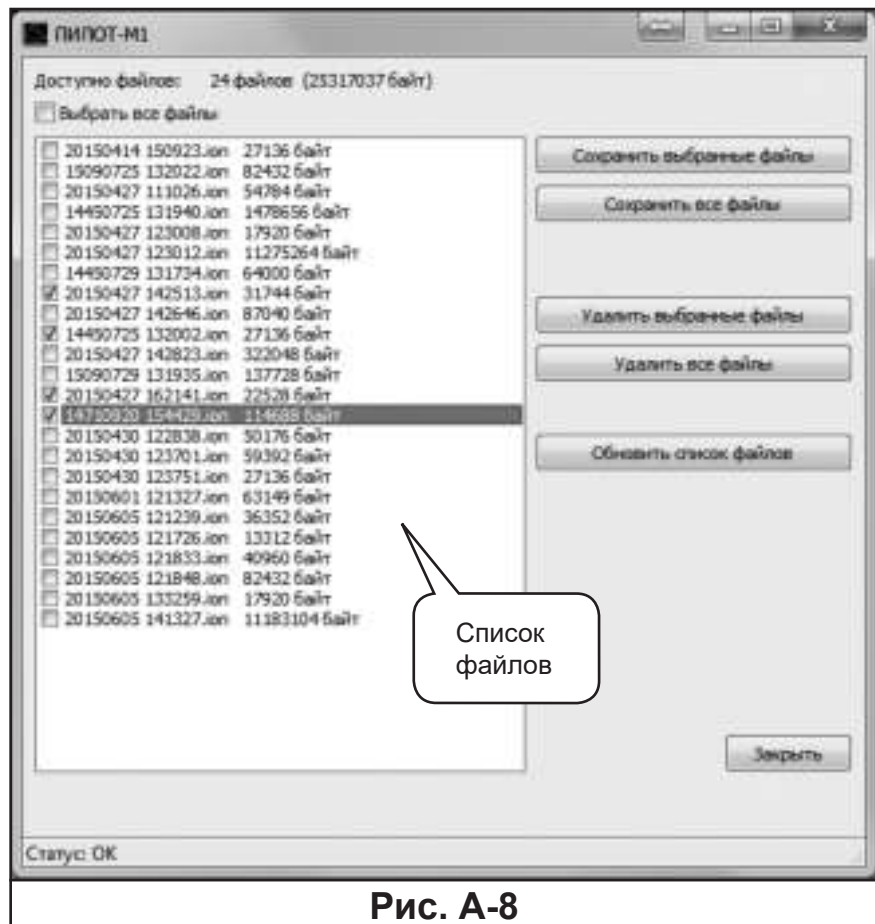 ПИЛОТ-М1
Доступно файлов: 24 файлов (25317037 байт)
Выбрать все файлы
20150414 150923.ion 27136 байт
15090725 132022.ion 82432 байт
20150427 111026.ion 54784 байт
14450725 131940.ion 1478656 байт
20150427 123008.ion 17920 байт
20150427 123012.ion 11275264 байт
14490729 131734.ion 64000 байт
20150427 142513.ion 31744 байт
20150427 142646.ion 87040 байт
14450725 132002.ion 27136 байт
20150427 142823.ion 322048 байт
15090729 131935.ion 137728 байт
20150427 162141.ion 22528 байт
114688 байт
20150430 122838.ion 50176 байт
20150430 123701.ion 59392 байт
20150430 123751.ion 27136 байт
20150601 121327.ion 63149 байт
20150605 121239.ion 36352 байт
20150605 121726.ion 13312 байт
20150605 121833.ion 40960 байт
20150605 121848.ion 82432 байт
20150605 133259.ion 17920 байт
20150605 141327.ion 11183104 байт
Сохранить выбранные файлы
Сохранить все файлы
Удалить выбранные файлы
Удалить все файлы
Обновить список файлов
Список
файлов
Закрыть
Статус: OK
Рис. А-8